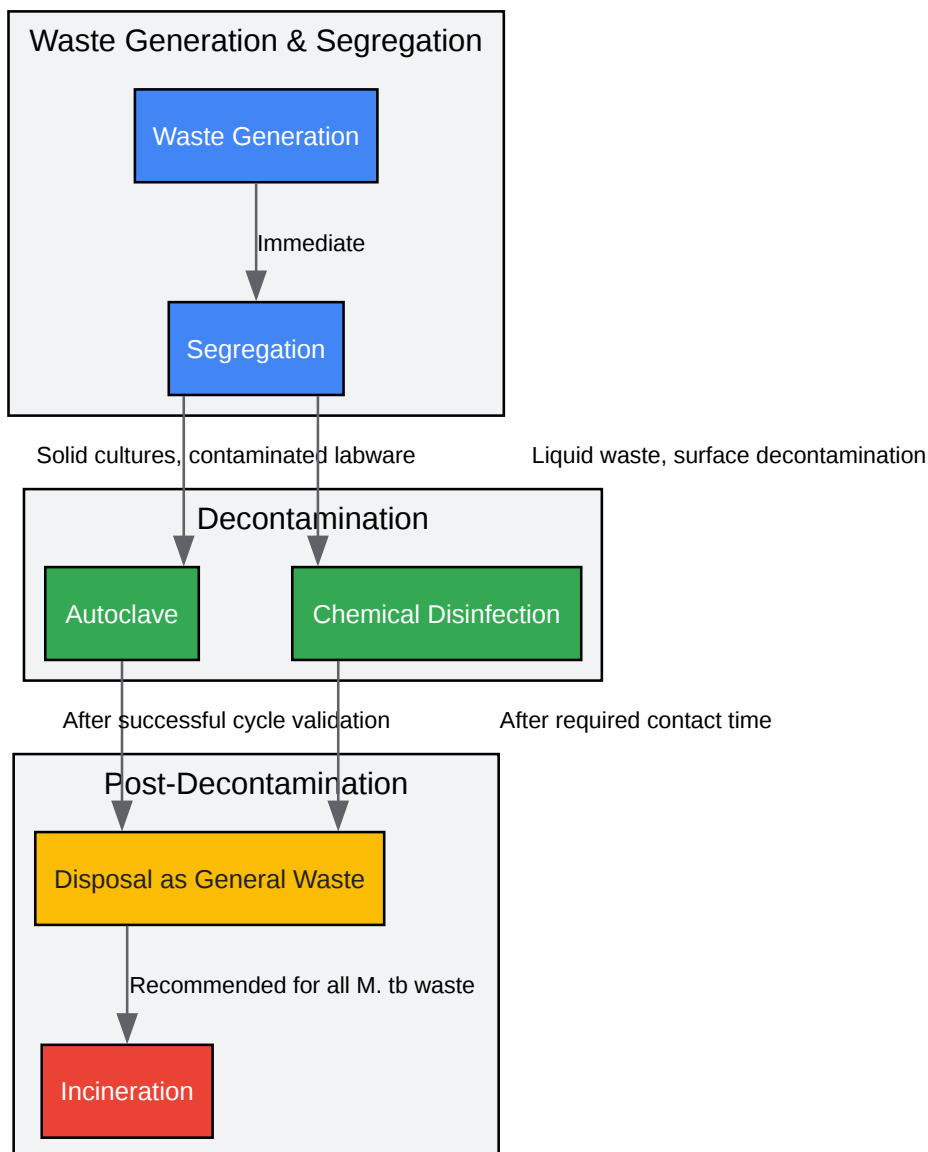 Waste Generation & Segregation
Waste Generation
Immediate
Segregation
Solid cultures, contaminated labware
Liquid waste, surface decontamination
Decontamination
Autoclave
Chemical Disinfection
After successful cycle validation
After required contact time
Post-Decontamination
Disposal as General Waste
Recommended for all M. tb waste
Incineration